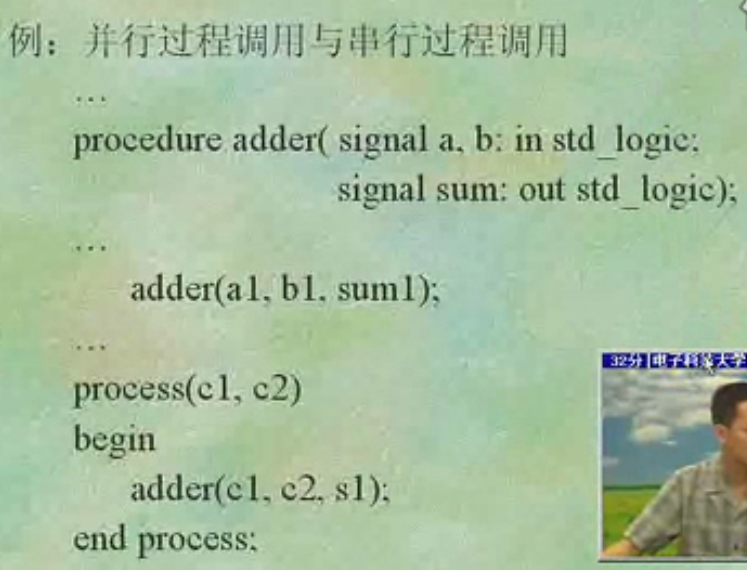 例：并行过程调用与串行过程调用
…
procedure adder( signal a, b: in std_logic;
signal sum: out std_logic);
…
adder(a1, b1, sum1);
…
process(c1, c2)
begin
adder(c1, c2, s1);
end process;
32分 电子科技大学